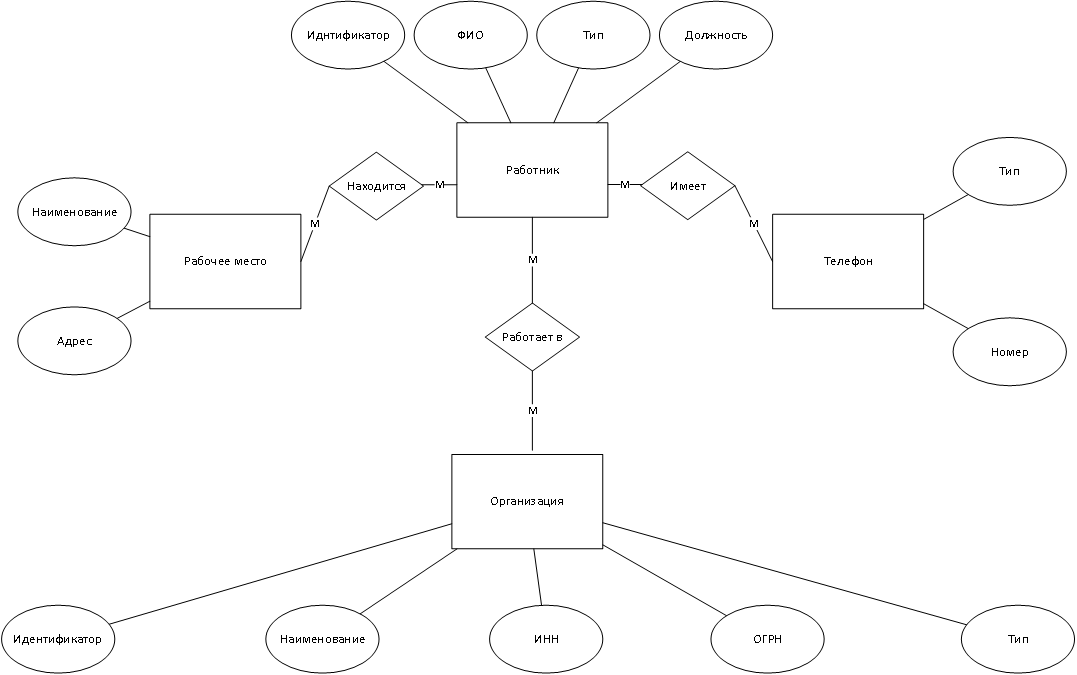 Иднтификатор
ФИО
Тип
Должность
Работник
Находится
М
М
Имеет
М
М
Тип
Наименование
Рабочее место
Телефон
Адрес
Номер
М
Работает в
М
Организация
Идентификатор
Наименование
ИНН
ОГРН
Тип